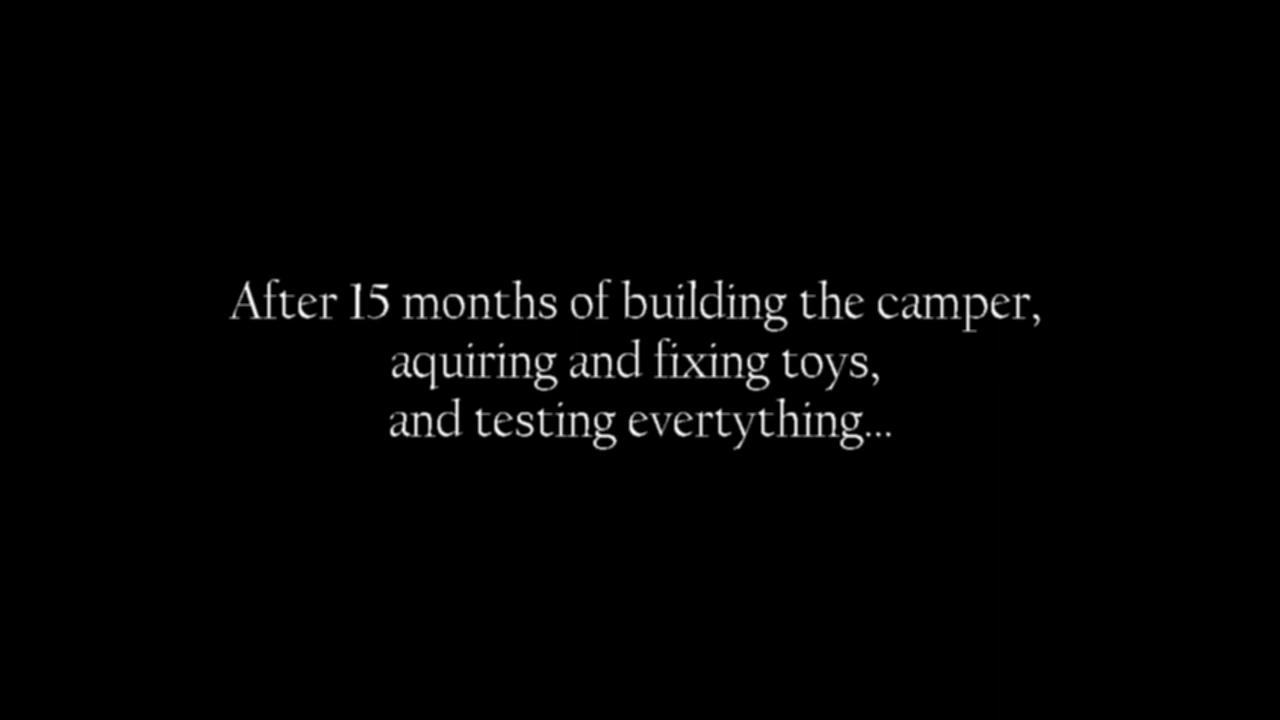 After 15 months of building the camper,
aquiring and fixing toys,
and testing evertything...